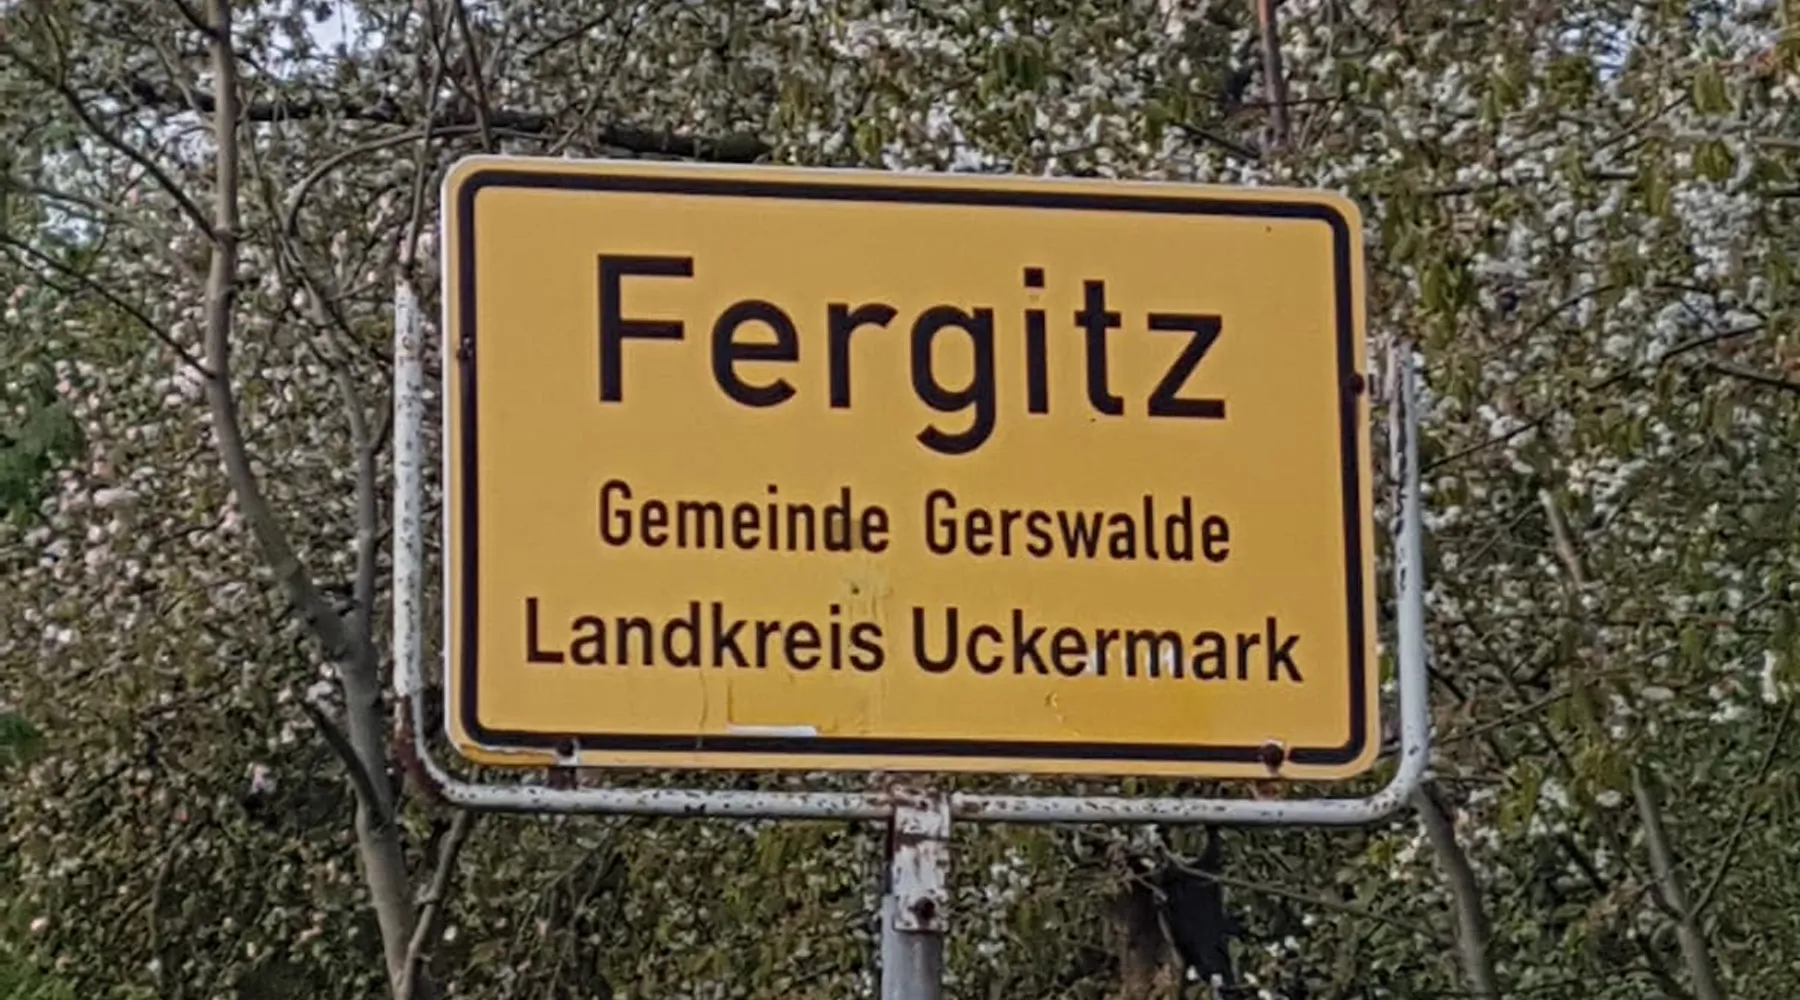 Fergitz
Gemeinde Gerswalde
Landkreis Uckermark